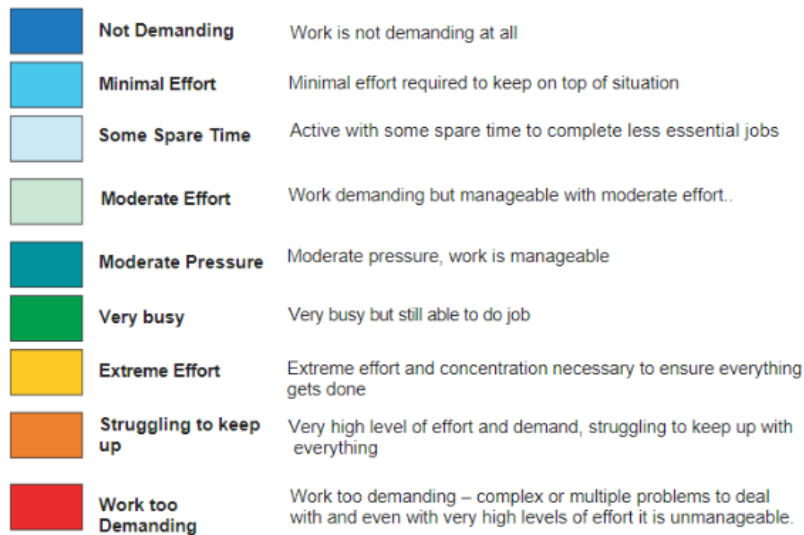 Not Demanding Work is not demanding at all
Minimal Effort Minimal effort required to keep on top of situation
Some Spare Time Active with some spare time to complete less essential jobs
Moderate Effort Work demanding but manageable with moderate effort..
Moderate Pressure Moderate pressure, work is manageable
Very busy Very busy but still able to do job
Extreme Effort Extreme effort and concentration necessary to ensure everything
gets done
Struggling to keep Very high level of effort and demand, struggling to keep up with
up everything
Work too Work too demanding – complex or multiple problems to deal
Demanding with and even with very high levels of effort it is unmanageable.